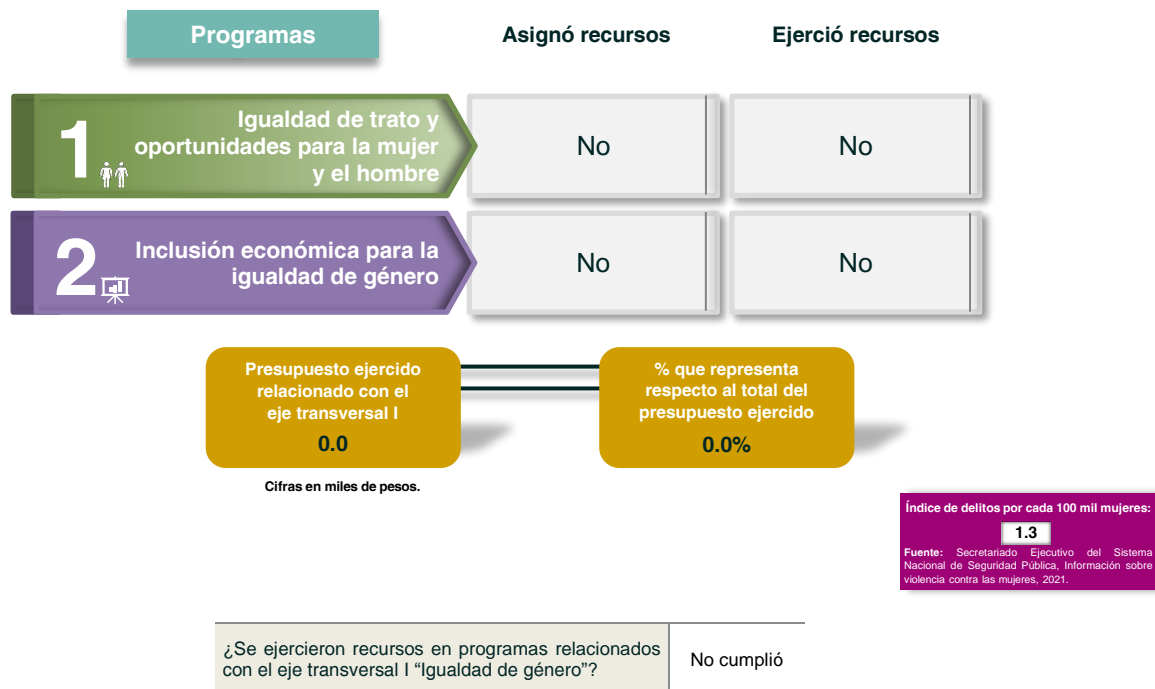 Programas
Asignó recursos
Ejerció recursos
1
Igualdad de trato y
oportunidades para la mujer
y el hombre
No
No
2
Inclusión económica para la
igualdad de género
No
No
Presupuesto ejercido
relacionado con el
eje transversal I
0.0
% que representa
respecto al total del
presupuesto ejercido
0.0%
Cifras en miles de pesos.
Índice de delitos por cada 100 mil mujeres:
1.3
Fuente: Secretariado Ejecutivo del Sistema
Nacional de Seguridad Pública, Información sobre
violencia contra las mujeres, 2021.
¿Se ejercieron recursos en programas relacionados
con el eje transversal I “Igualdad de género”?
No cumplió